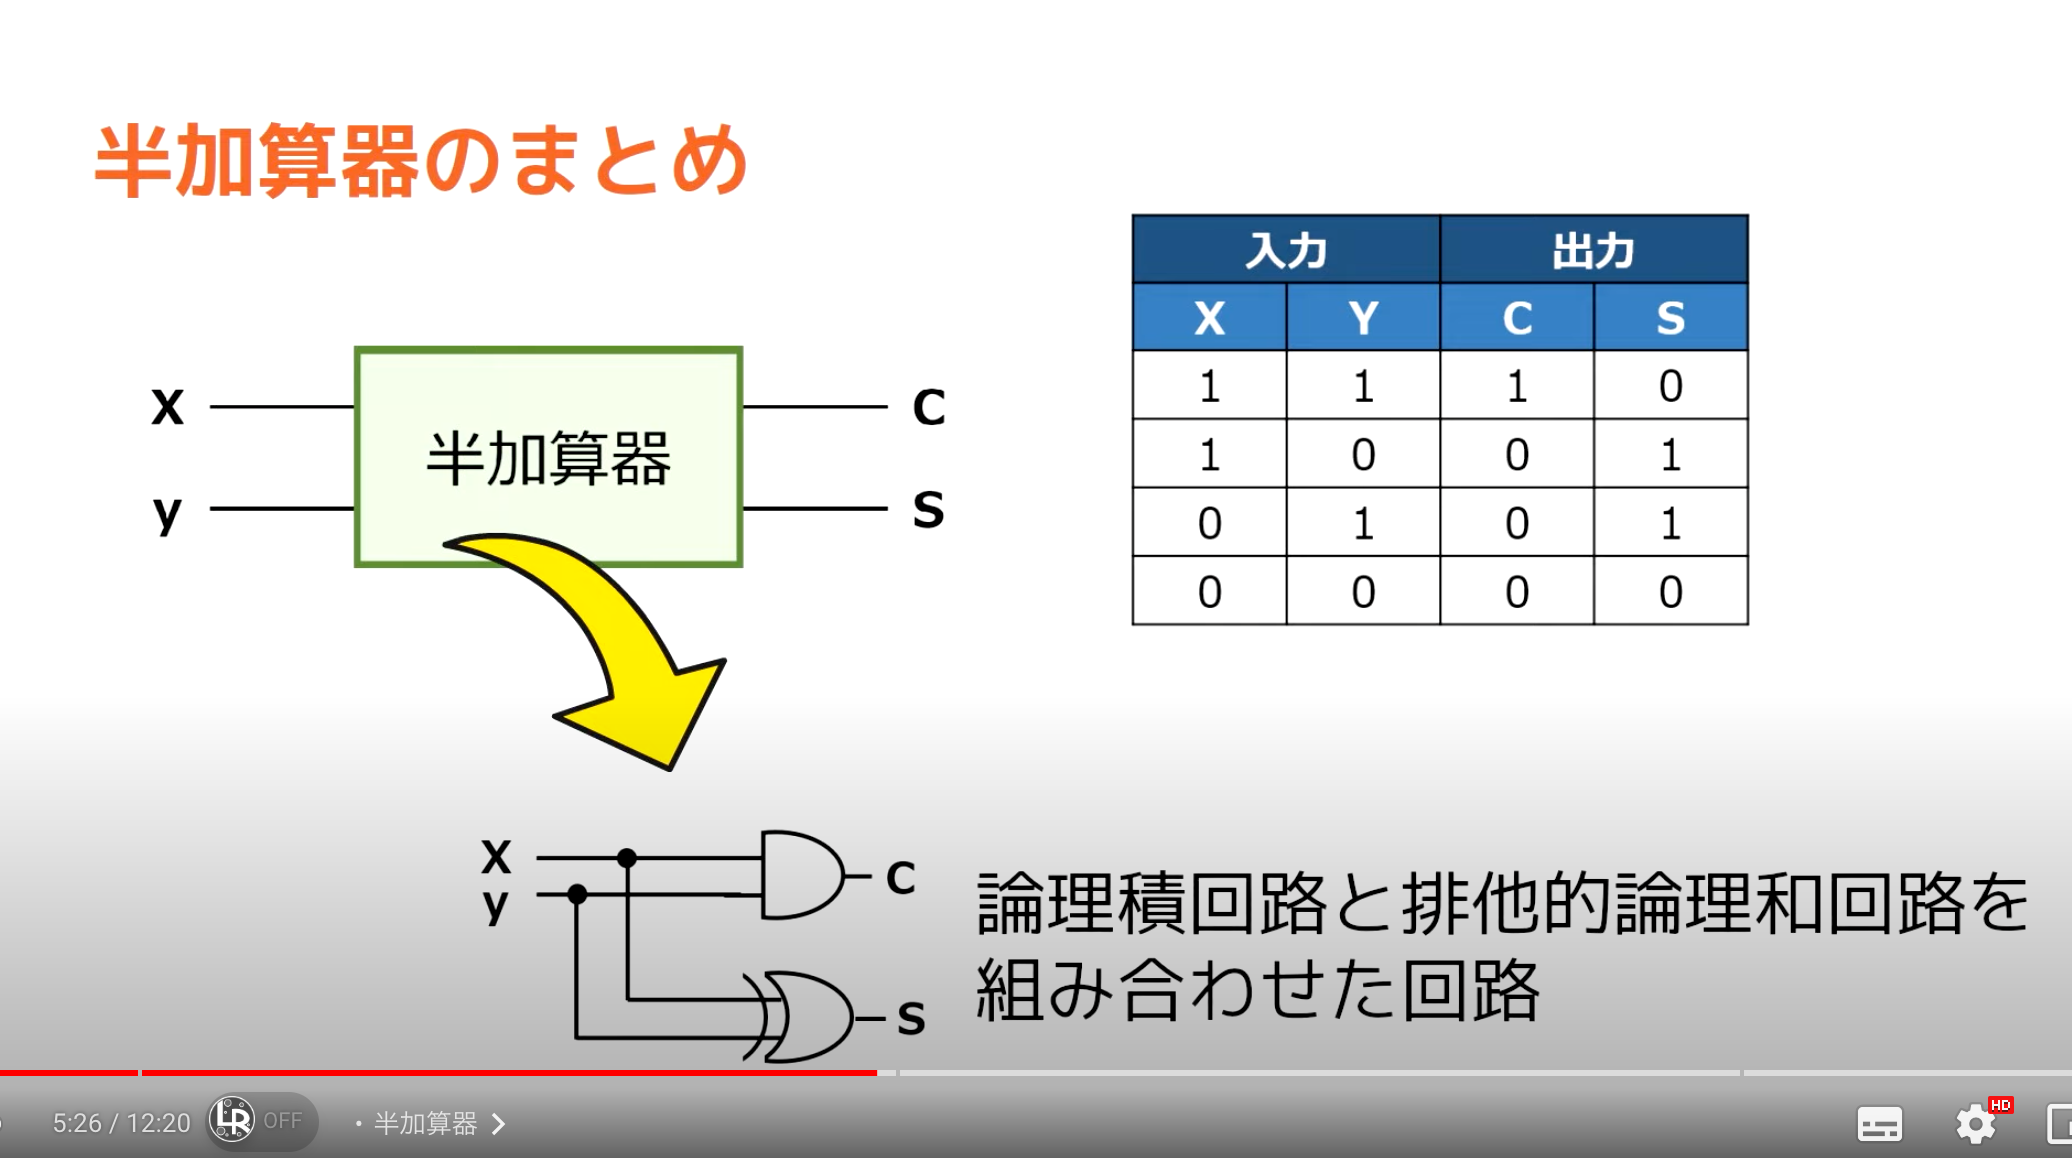 半加算器のまとめ
X
y
半加算器
C
S
入力 出力
X Y C S
1 1 1 0
1 0 0 1
0 1 0 1
0 0 0 0
X
y
C
S
論理積回路と排他的論理和回路を
組み合わせた回路
5:26 / 12:20 LR OFF ・半加算器
HD